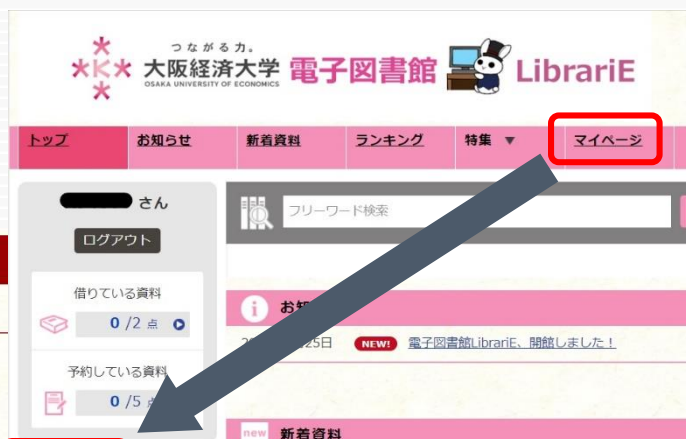 つながる力。
大阪経済大学 電子図書館 LibrariE
OSAKA UNIVERSITY OF ECONOMICS
トップ お知らせ 新着資料 ランキング 特集 ▼ マイページ
さん
フリーワード検索
ログアウト
借りている資料
0 /2 点
i お知
25日 NEW! 電子図書館LibrariE、開館しました！
予約している資料
0 /5
new 新着資料